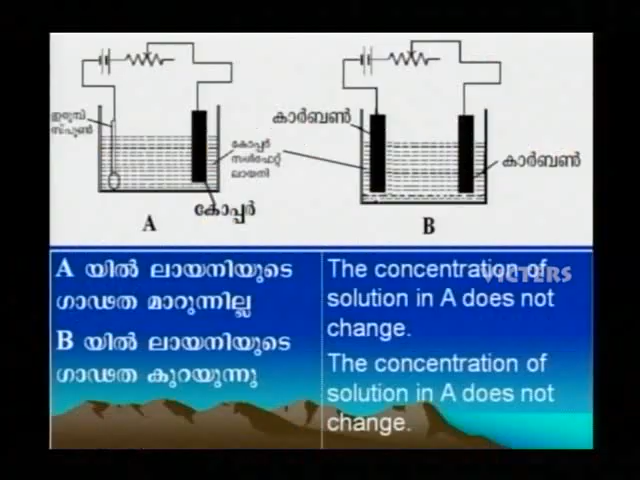 ഇരുമ്പ്
സ്പൂൺ
കോപ്പർ
സൾഫേറ്റ്
ലായനി
കോപ്പർ
A
കാർബൺ
കാർബൺ
B
A യിൽ ലായനിയുടെ
ഗാഢത മാറുന്നില്ല
B യിൽ ലായനിയുടെ
ഗാഢത കുറയുന്നു
The concentration of
solution in A does not
change.
The concentration of
solution in A does not
change.
VICTERS